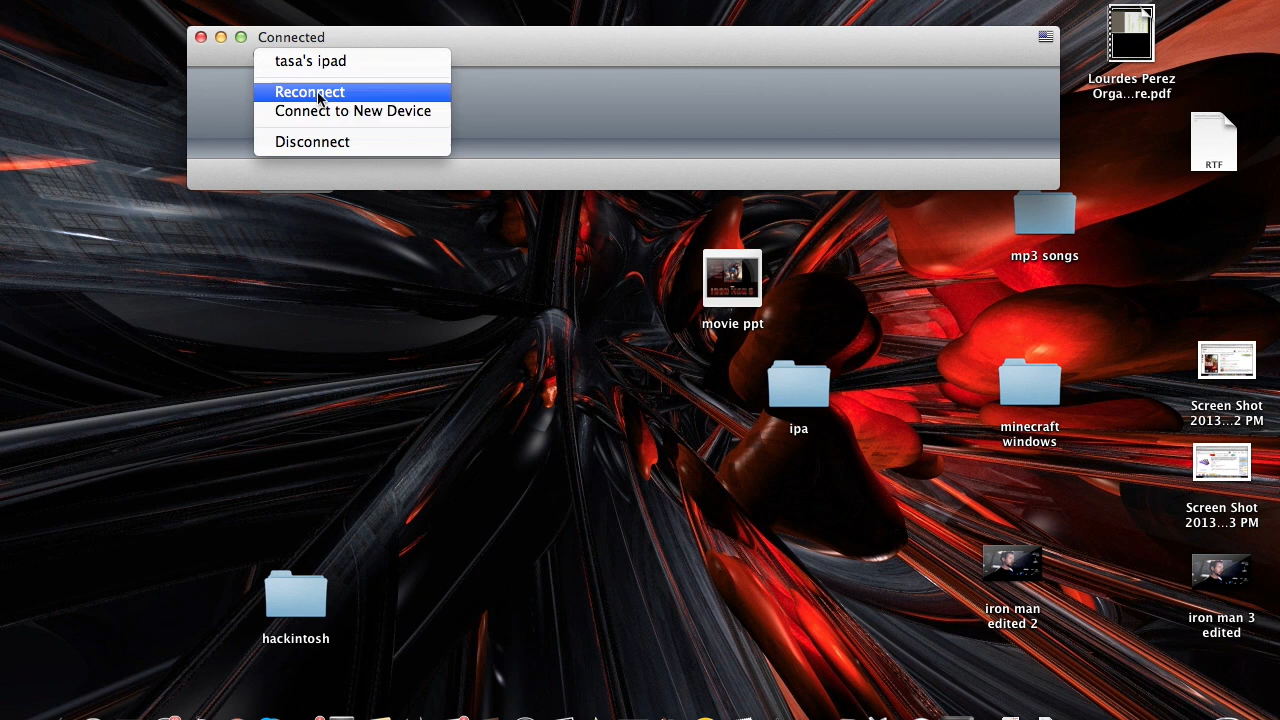 Connected
tasa's ipad
Reconnect
Connect to New Device
Disconnect
Lourdes Perez
Orga...re.pdf
RTF
mp3 songs
movie ppt
ipa
minecraft
windows
Screen Shot
2013...2 PM
Screen Shot
2013...3 PM
iron man
edited 2
iron man 3
edited
hackintosh